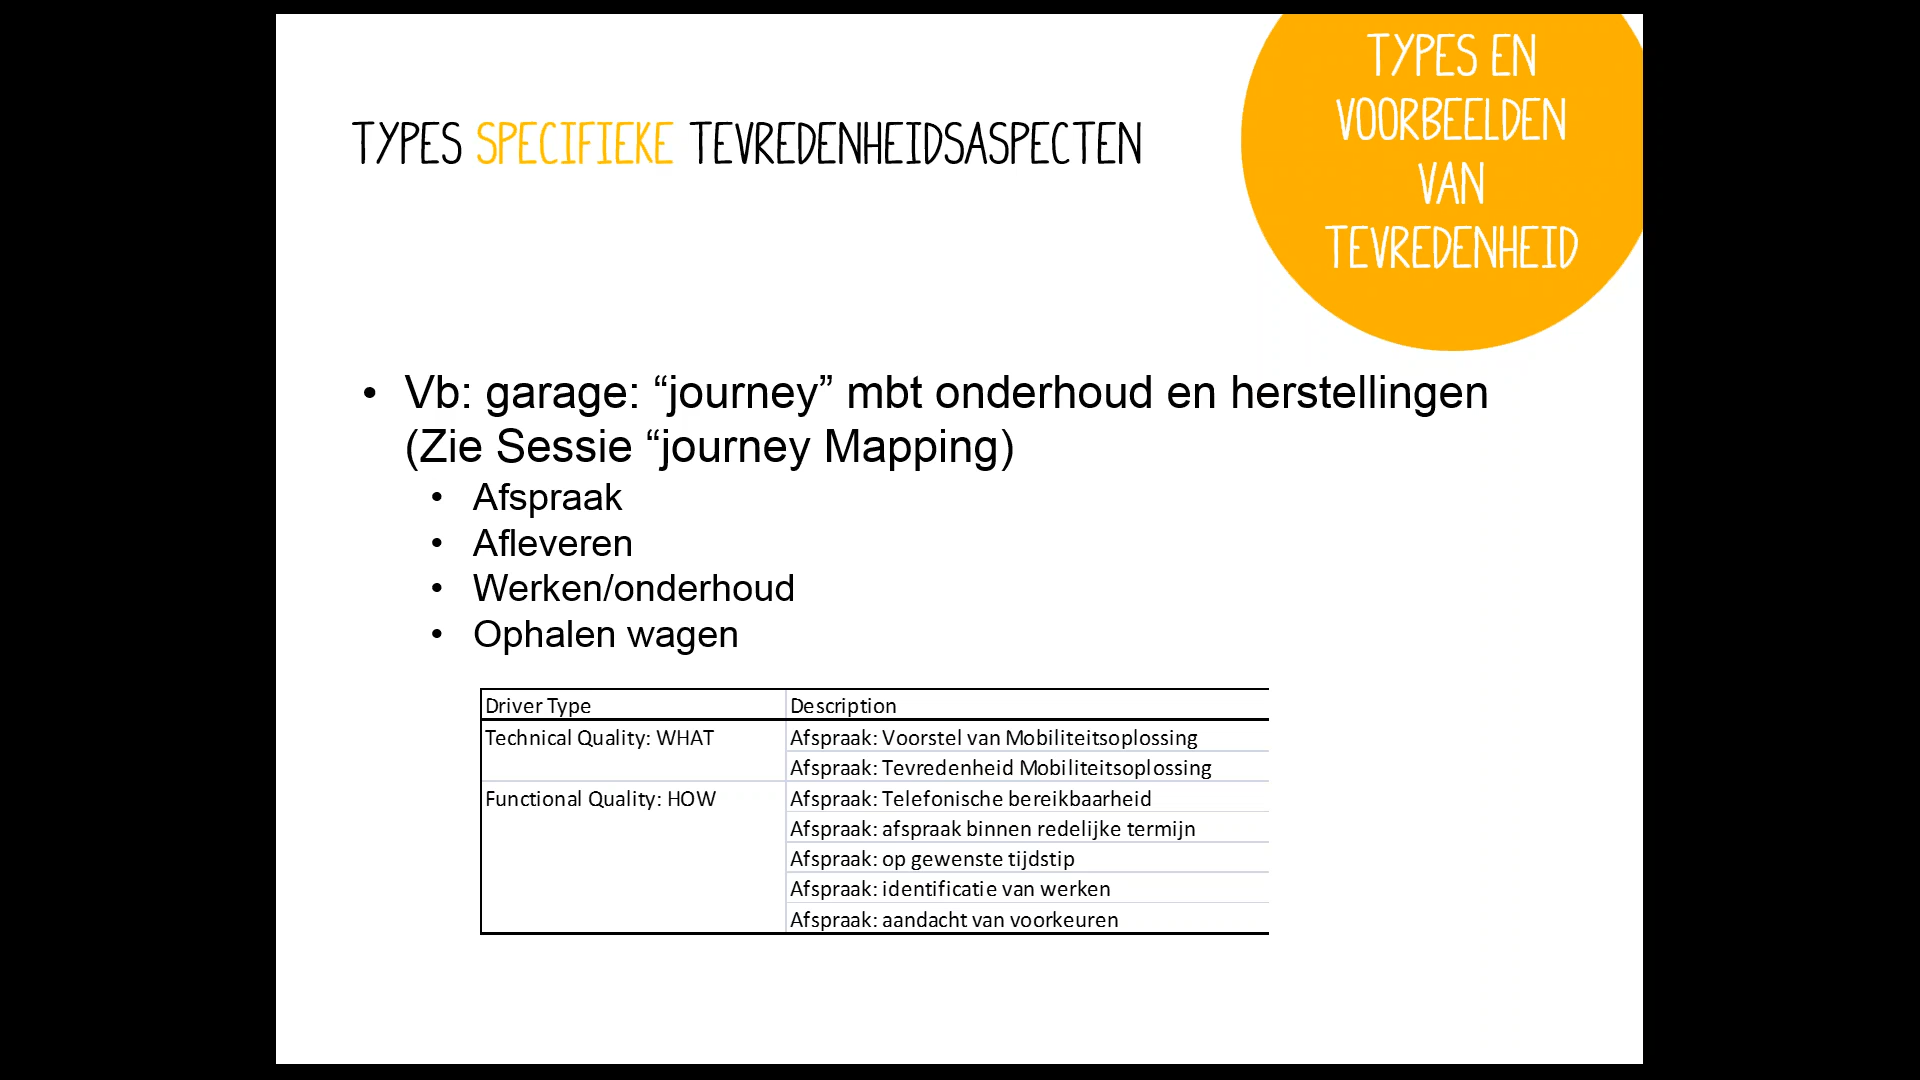 TYPES EN
VOORBEELDEN
VAN
TEVREDENHEID
TYPES SPECIFIEKE TEVREDENHEIDSASPECTEN
• Vb: garage: “journey” mbt onderhoud en herstellingen
(Zie Sessie “journey Mapping)
• Afspraak
• Afleveren
• Werken/onderhoud
• Ophalen wagen
Driver Type Description
Technical Quality: WHAT Afspraak: Voorstel van Mobiliteitsoplossing
Afspraak: Tevredenheid Mobiliteitsoplossing
Functional Quality: HOW Afspraak: Telefonische bereikbaarheid
Afspraak: afspraak binnen redelijke termijn
Afspraak: op gewenste tijdstip
Afspraak: identificatie van werken
Afspraak: aandacht van voorkeuren